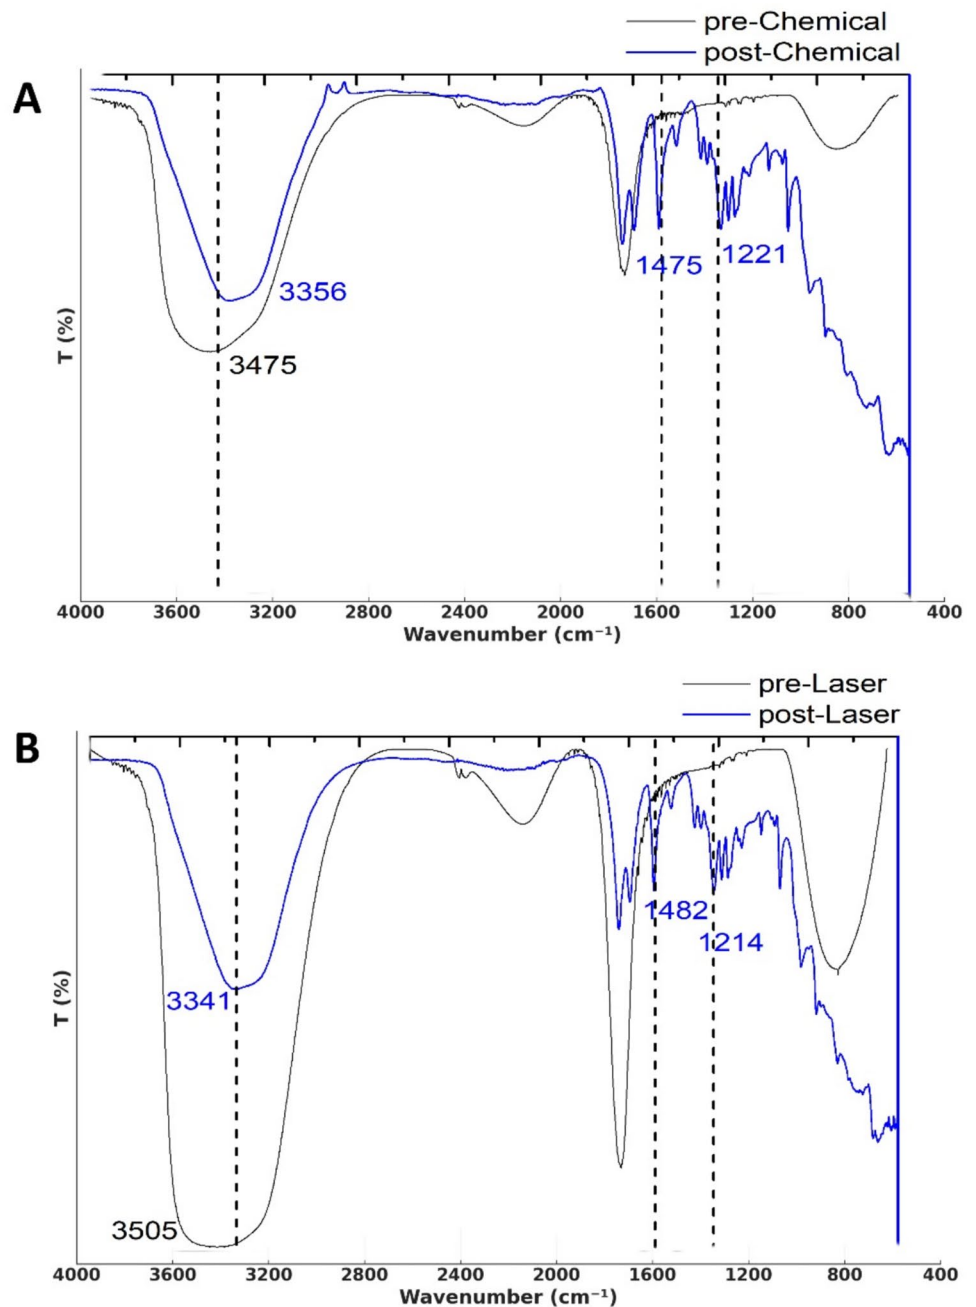 pre-Chemical
post-Chemical
A
T (%)
3356
3475
1475
1221
4000 3600 3200 2800 2400 2000 1600 1200 800 400
Wavenumber (cm⁻¹)
pre-Laser
post-Laser
B
T (%)
3341
3505
1482
1214
4000 3600 3200 2800 2400 2000 1600 1200 800 400
Wavenumber (cm⁻¹)